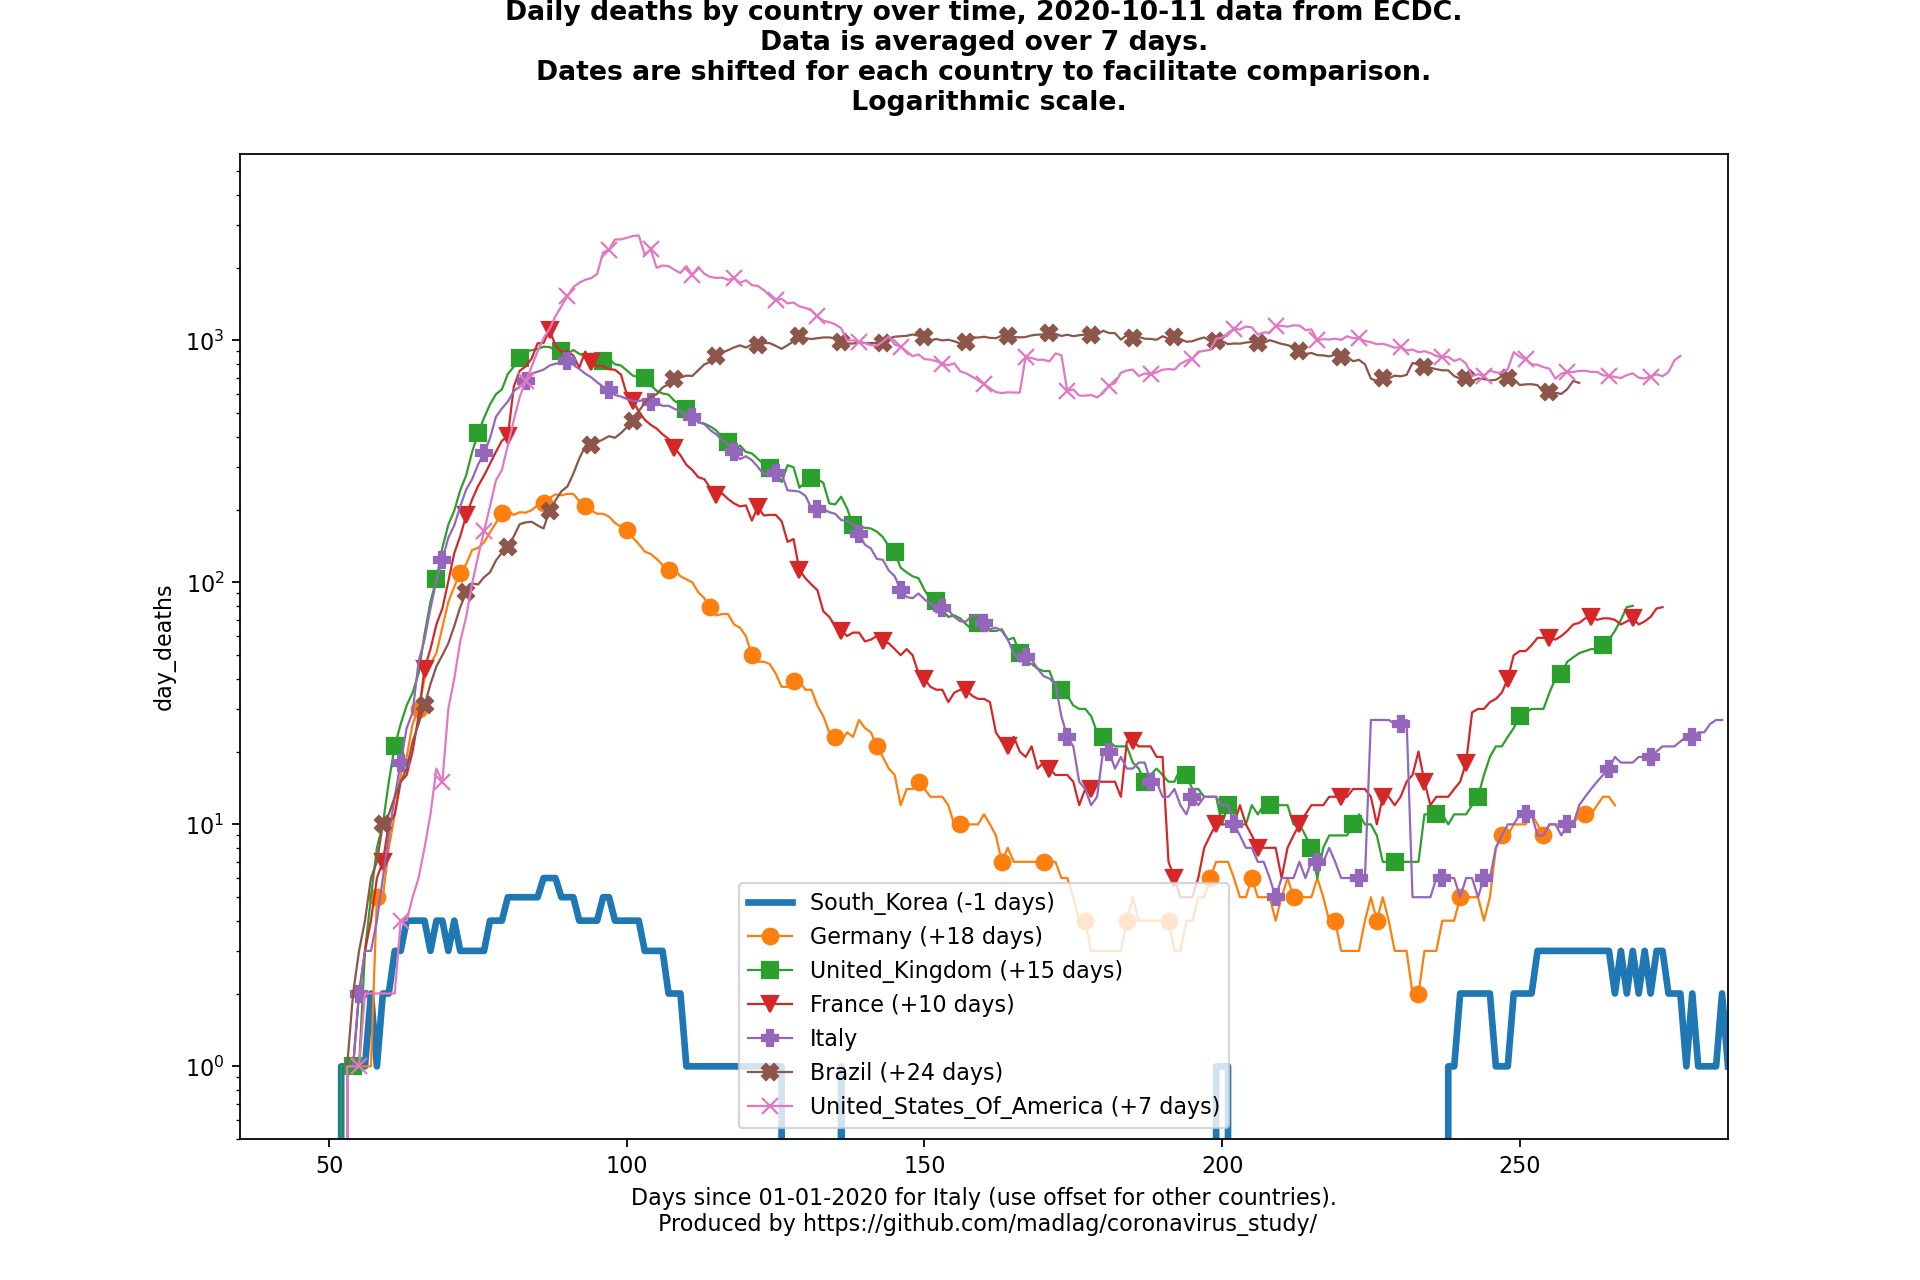 Daily deaths by country over time, 2020-10-11 data from ECDC.
Data is averaged over 7 days.
Dates are shifted for each country to facilitate comparison.
Logarithmic scale.
day_deaths
10³
10²
10¹
10⁰
South_Korea (-1 days)
Germany (+18 days)
United_Kingdom (+15 days)
France (+10 days)
Italy
Brazil (+24 days)
United_States_Of_America (+7 days)
50 100 150 200 250
Days since 01-01-2020 for Italy (use offset for other countries).
Produced by https://github.com/madlag/coronavirus_study/